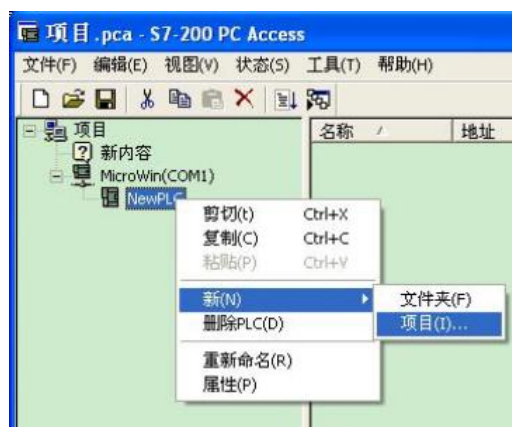 项目.pca - S7-200 PC Access
文件(F) 编辑(E) 视图(V) 状态(S) 工具(T) 帮助(H)
项目
名称 地址
新内容
MicroWin(COM1)
NewPLC
剪切(t) Ctrl+X
复制(C) Ctrl+C
粘贴(P) Ctrl+V
新(N)
文件夹(F)
删除PLC(D)
项目(I)...
重新命名(R)
属性(P)